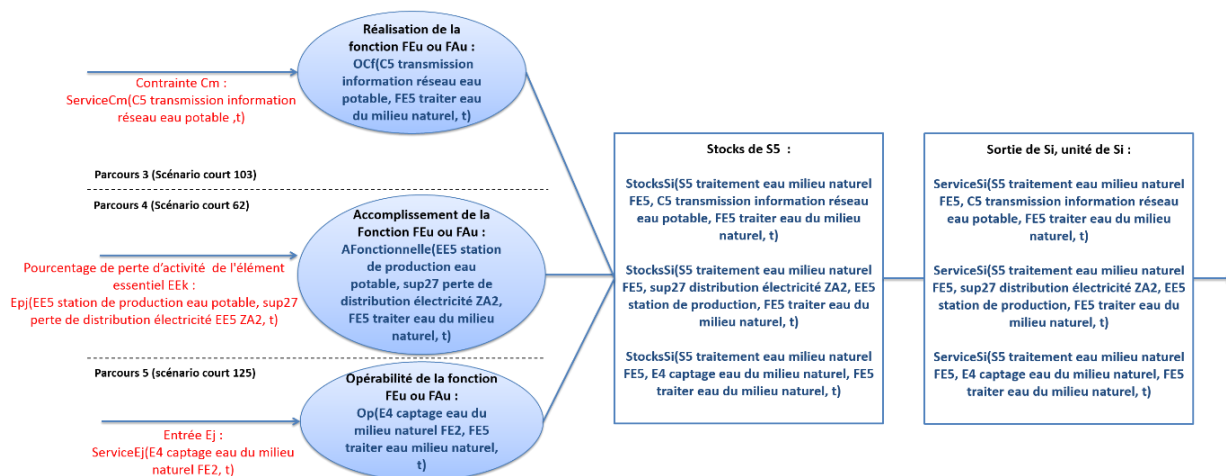 Réalisation de la
fonction FEu ou FAu :
OCf(C5 transmission
information réseau eau
potable, FE5 traiter eau
du milieu naturel, t)
Contrainte Cm :
ServiceCm(C5 transmission information
réseau eau potable ,t)
Parcours 3 (Scénario court 103)
Parcours 4 (Scénario court 62)
Accomplissement de la
Fonction FEu ou FAu :
AFonctionnelle(EE5 station
de production eau
potable, sup27 perte de
distribution électricité ZA2,
FE5 traiter eau du milieu
naturel, t)
Pourcentage de perte d'activité de l'élément
essentiel EEk :
Epj(EE5 station de production eau potable, sup27
perte de distribution électricité EE5 ZA2, t)
Parcours 5 (scénario court 125)
Opérabilité de la fonction
FEu ou FAu :
Op(E4 captage eau du
milieu naturel FE2, FE5
traiter eau milieu naturel,
t)
Entrée Ej :
ServiceEj(E4 captage eau du milieu
naturel FE2, t)
Stocks de S5 :
StocksSi(S5 traitement eau milieu naturel
FE5, C5 transmission information réseau
eau potable, FE5 traiter eau du milieu
naturel, t)
StocksSi(S5 traitement eau milieu naturel
FE5, sup27 distribution électricité ZA2, EE5
station de production, FE5 traiter eau du
milieu naturel, t)
StocksSi(S5 traitement eau milieu naturel
FE5, E4 captage eau du milieu naturel, FE5
traiter eau du milieu naturel, t)
Sortie de Si, unité de Si :
ServiceSi(S5 traitement eau milieu naturel
FE5, C5 transmission information réseau
eau potable, FE5 traiter eau du milieu
naturel, t)
ServiceSi(S5 traitement eau milieu naturel
FE5, sup27 distribution électricité ZA2, EE5
station de production, FE5 traiter eau du
milieu naturel, t)
ServiceSi(S5 traitement eau milieu naturel
FE5, E4 captage eau du milieu naturel, FE5
traiter eau du milieu naturel, t)